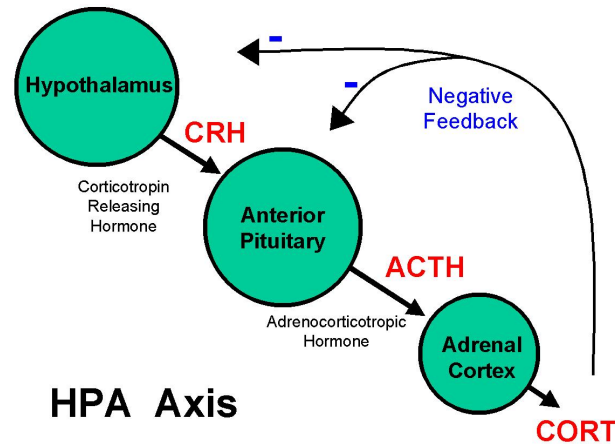 -
Hypothalamus
-
Negative
Feedback
CRH
Corticotropin
Releasing
Hormone
Anterior
Pituitary
ACTH
Adrenocorticotropic
Hormone
Adrenal
Cortex
HPA Axis
CORT